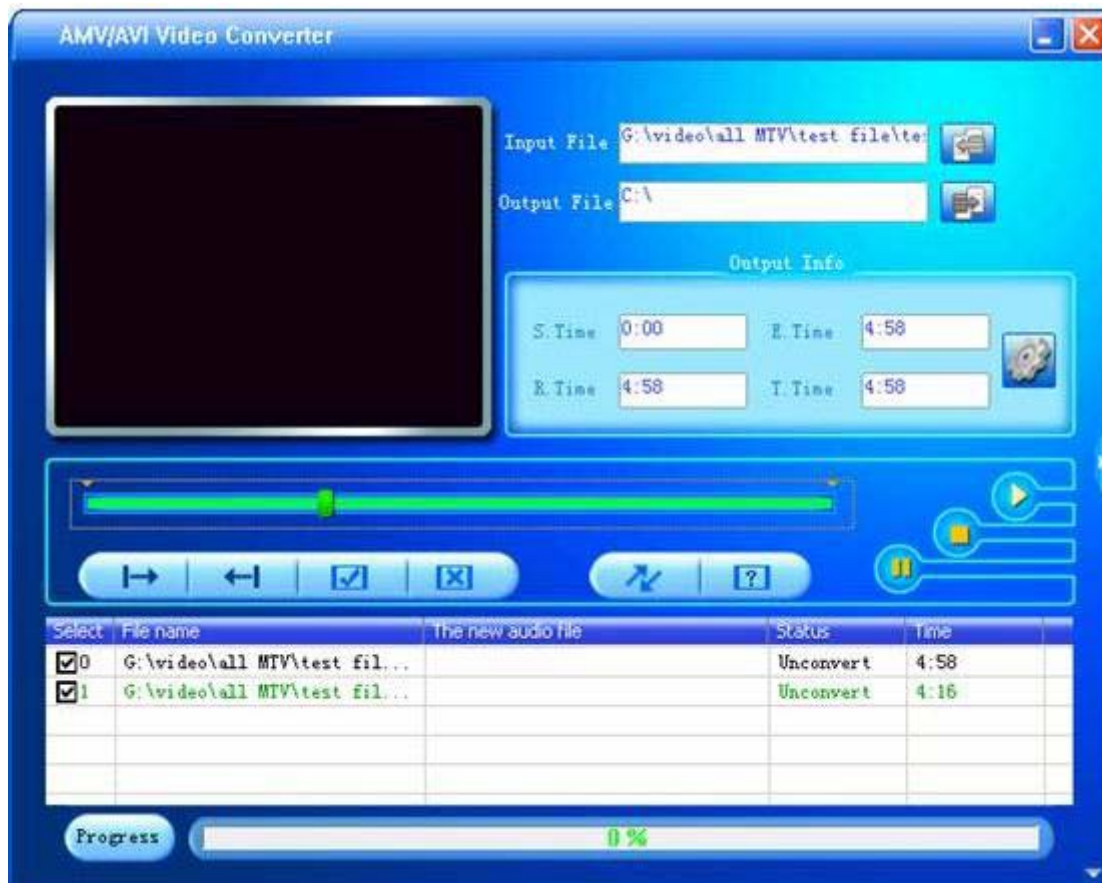 AMV/AVI Video Converter
Input File G:\video\all MTV\test file\te
Output File C:\
Output Info
S.Time 0:00 E.Time 4:58
R.Time 4:58 T.Time 4:58
Select File name The new audio file Status Time
0 G:\video\all MTV\test fil... Unconvert 4:58
1 G:\video\all MTV\test fil... Unconvert 4:16
Progress 0%